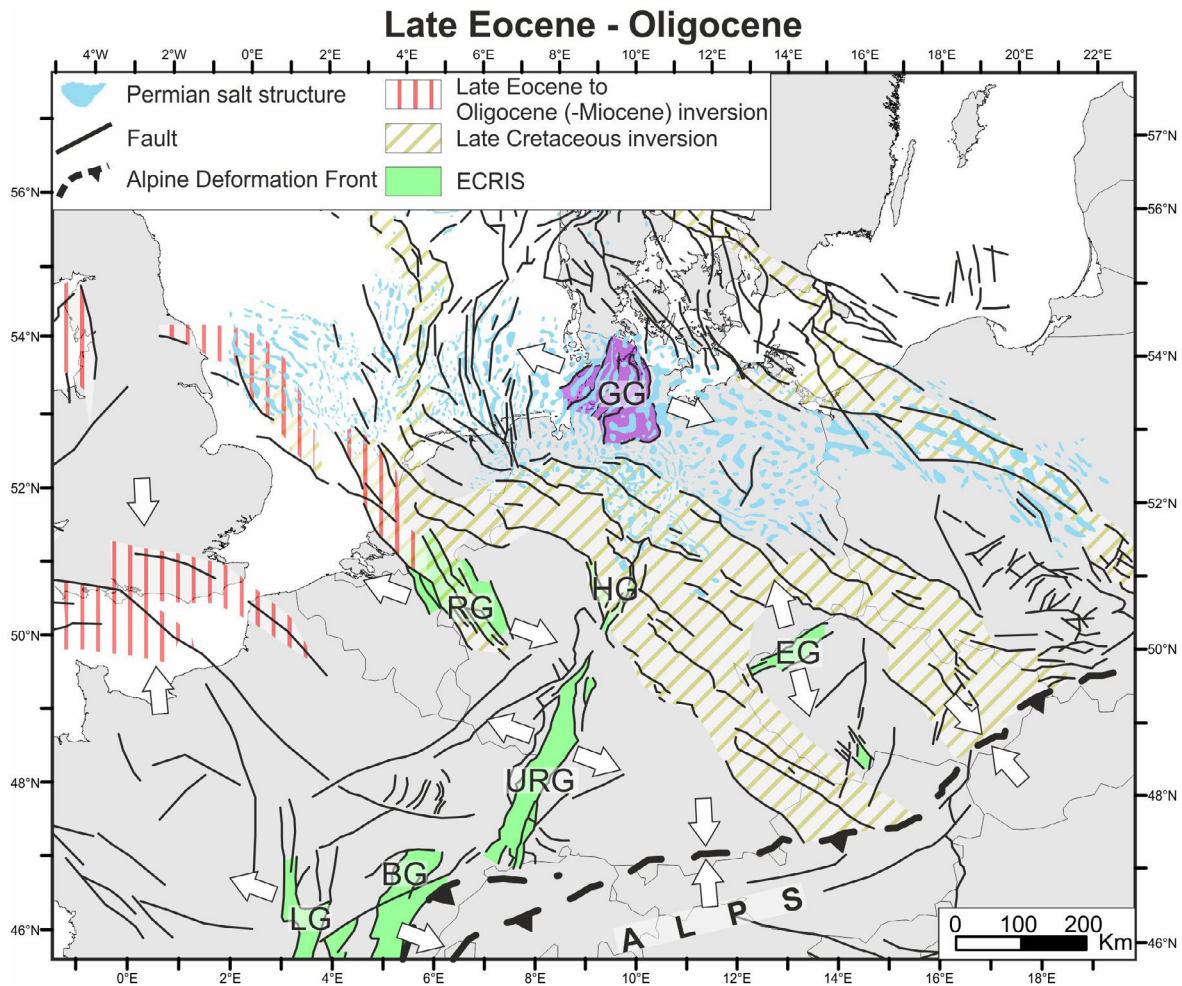 Late Eocene - Oligocene
4°W 2°W 0°E 2°E 4°E 6°E 8°E 10°E 12°E 14°E 16°E 18°E 20°E 22°E
Permian salt structure
Fault
Alpine Deformation Front
Late Eocene to
Oligocene (-Miocene) inversion
Late Cretaceous inversion
ECRIS
57°N
56°N
56°N
54°N
54°N
GG
52°N
52°N
HG
RG
50°N
50°N
EG
URG
48°N
48°N
BG
LG
46°N
46°N
ALPS
0 100 200
Km
0°E 2°E 4°E 6°E 8°E 10°E 12°E 14°E 16°E 18°E